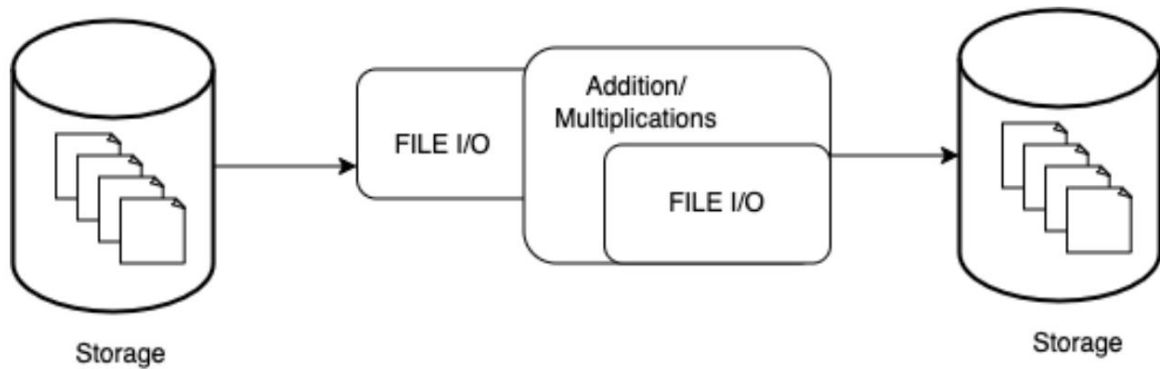 Addition/
Multiplications
FILE I/O
FILE I/O
Storage
Storage